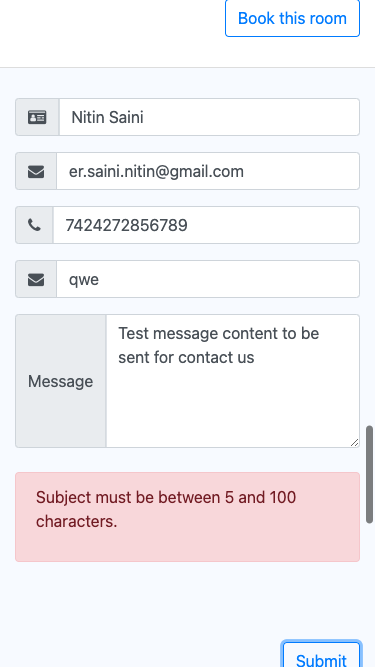 Book this room
Nitin Saini
er.saini.nitin@gmail.com
7424272856789
qwe
Message
Test message content to be
sent for contact us
Subject must be between 5 and 100
characters.
Submit